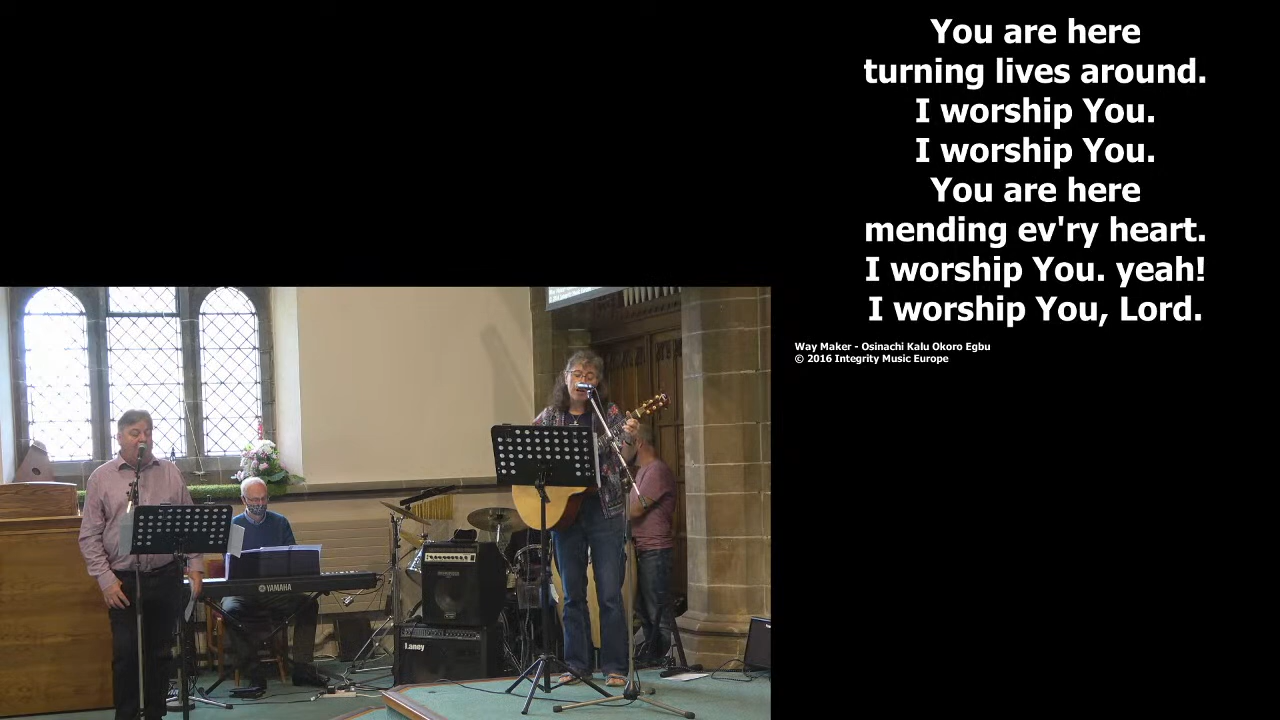 You are here
turning lives around.
I worship You.
I worship You.
You are here
mending ev'ry heart.
I worship You. yeah!
I worship You, Lord.
Way Maker - Osinachi Kalu Okoro Egbu
© 2016 Integrity Music Europe
YAMAHA
Laney